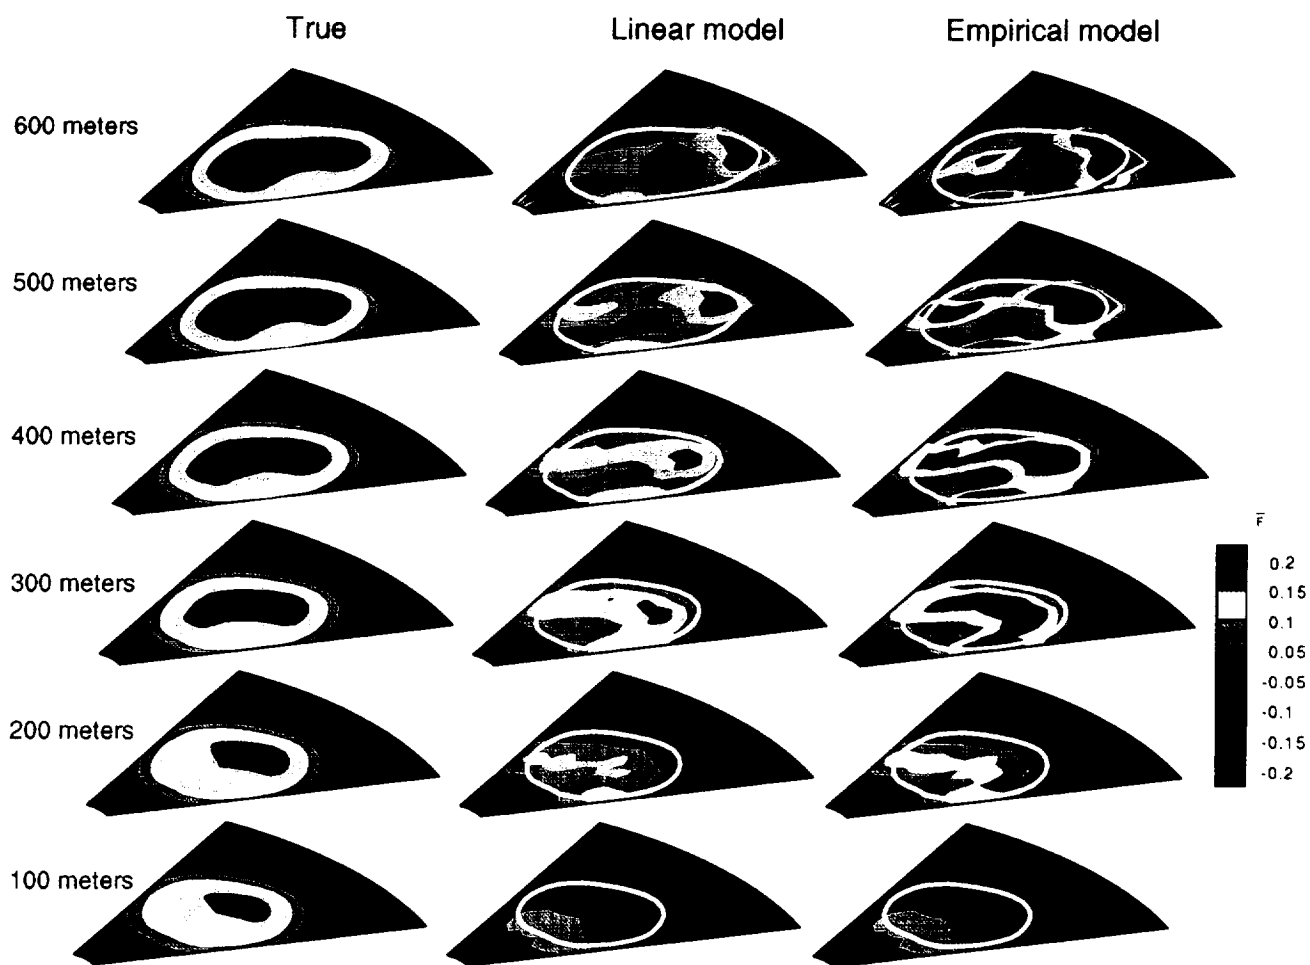 True Linear model Empirical model
600 meters
500 meters
400 meters
300 meters
200 meters
100 meters
F
0.2
0.15
0.1
0.05
-0.05
-0.1
-0.15
-0.2